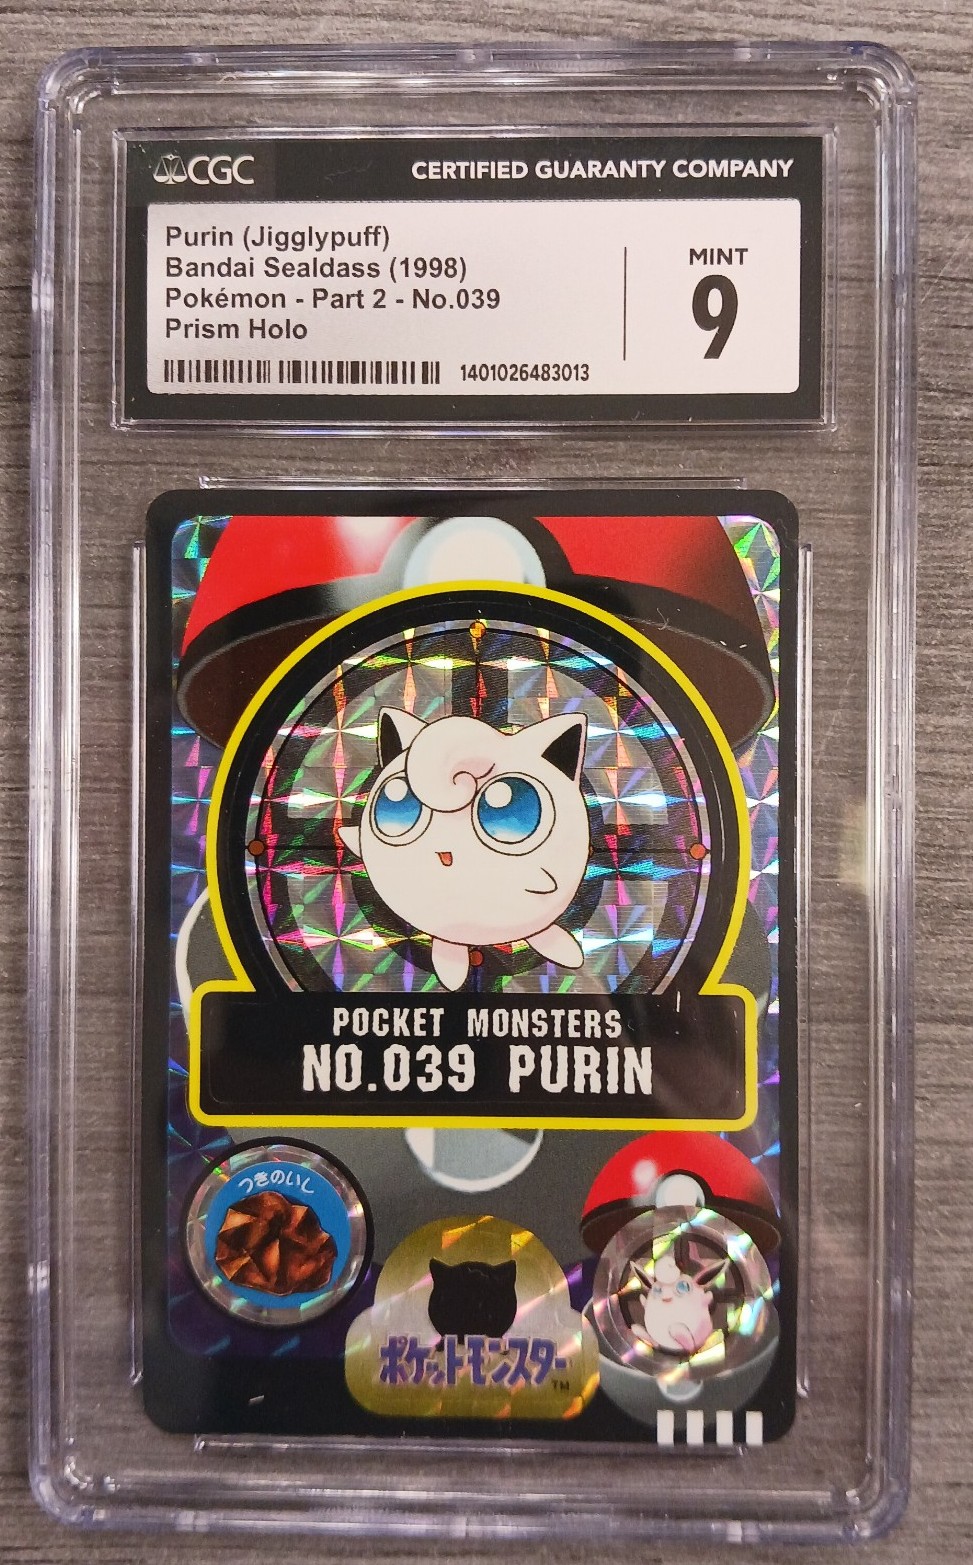 CGC
CERTIFIED GUARANTY COMPANY
Purin (Jigglypuff)
Bandai Sealdass (1998)
Pokémon - Part 2 - No.039
Prism Holo
1401026483013
MINT
9
POCKET MONSTERS
NO.039 PURIN
つきのいし
ポケットモンスター
TM